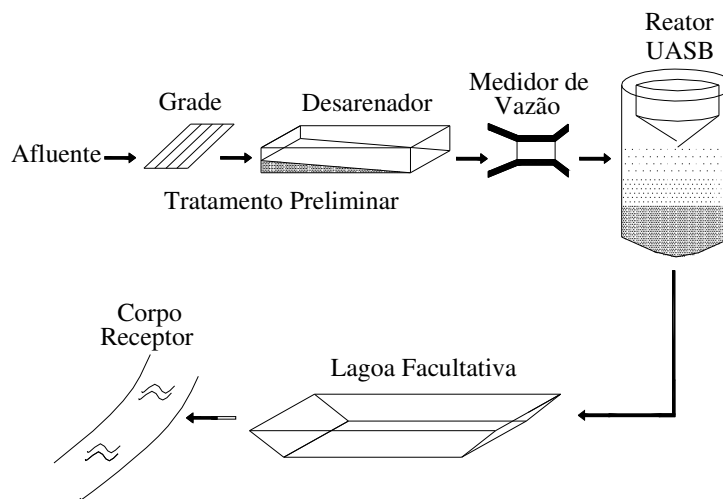 Reator
UASB
Medidor de
Vazão
Grade
Desarenador
Afluente
Tratamento Preliminar
Corpo
Receptor
Lagoa Facultativa